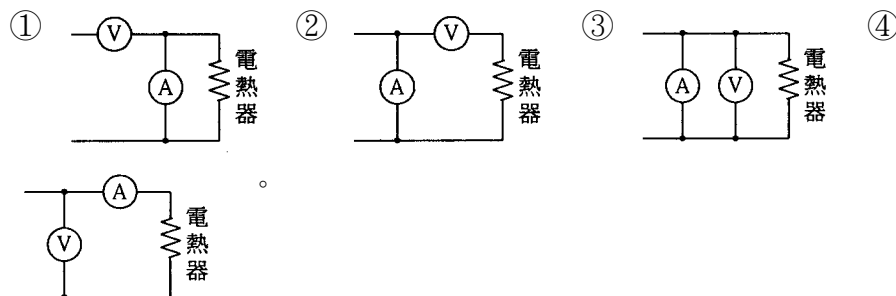 ① V A 電熱器 ② V A 電熱器 ③ A V 電熱器 ④
A V 電熱器 。